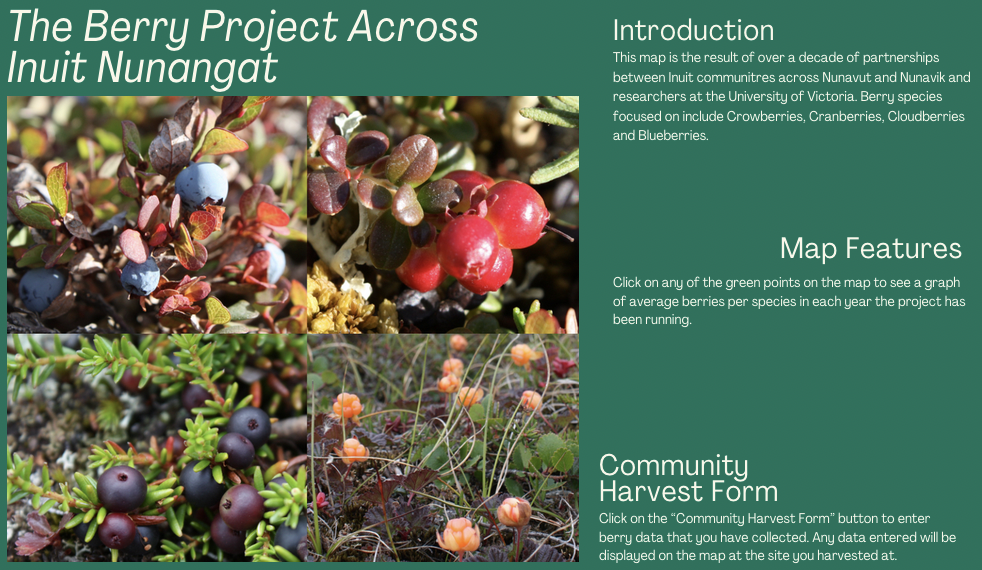 The Berry Project Across
Inuit Nunangat
Introduction
This map is the result of over a decade of partnerships
between Inuit communitres across Nunavut and Nunavik and
researchers at the University of Victoria. Berry species
focused on include Crowberries, Cranberries, Cloudberries
and Blueberries.
Map Features
Click on any of the green points on the map to see a graph
of average berries per species in each year the project has
been running.
Community
Harvest Form
Click on the “Community Harvest Form” button to enter
berry data that you have collected. Any data entered will be
displayed on the map at the site you harvested at.